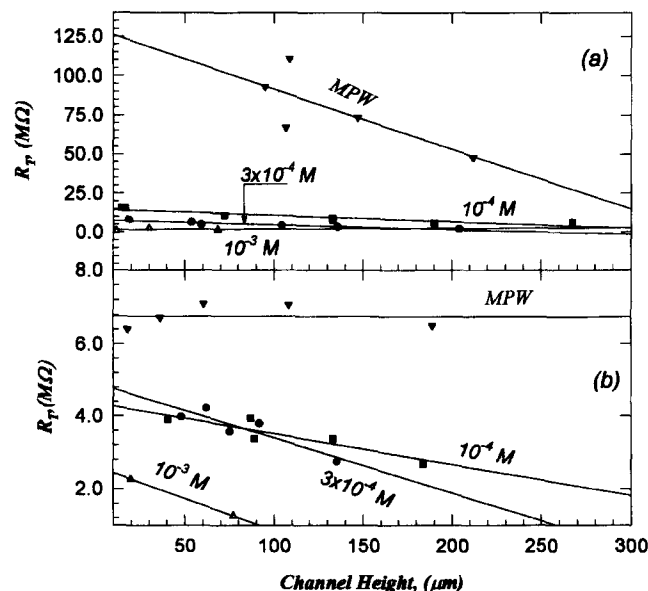 125.0
100.0
75.0
50.0
25.0
0.0
R_T, (MΩ)
(a)
MPW
3x10⁻⁴ M
10⁻⁴ M
10⁻³ M
8.0
6.0
4.0
2.0
R_T, (MΩ)
MPW
(b)
10⁻⁴ M
3x10⁻⁴ M
10⁻³ M
50 100 150 200 250 300
Channel Height, (μm)